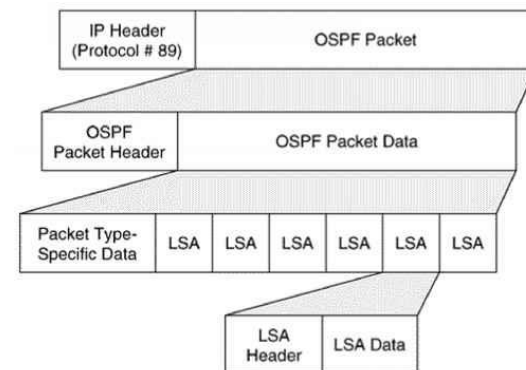 IP Header
(Protocol # 89)
OSPF Packet
OSPF
Packet Header
OSPF Packet Data
Packet Type-
Specific Data
LSA
LSA
LSA
LSA
LSA
LSA
LSA
Header
LSA Data